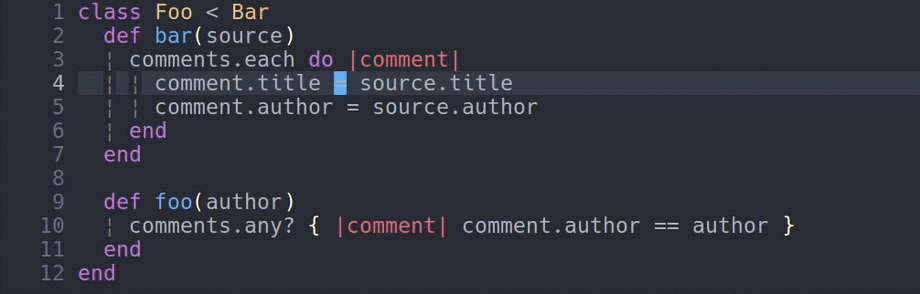 1 class Foo < Bar
2   def bar(source)
3   ¦ comments.each do |comment|
4   ¦ ¦ comment.title = source.title
5   ¦ ¦ comment.author = source.author
6   ¦ end
7   end
8
9   def foo(author)
10   ¦ comments.any? { |comment| comment.author == author }
11   end
12 end